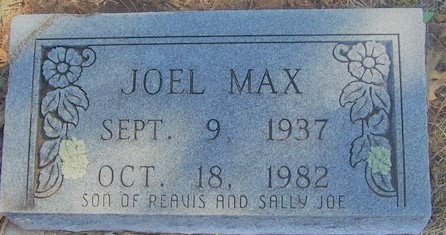 JOEL MAX
SEPT. 9, 1937
OCT. 18, 1982
SON OF REAVIS AND SALLY JOE